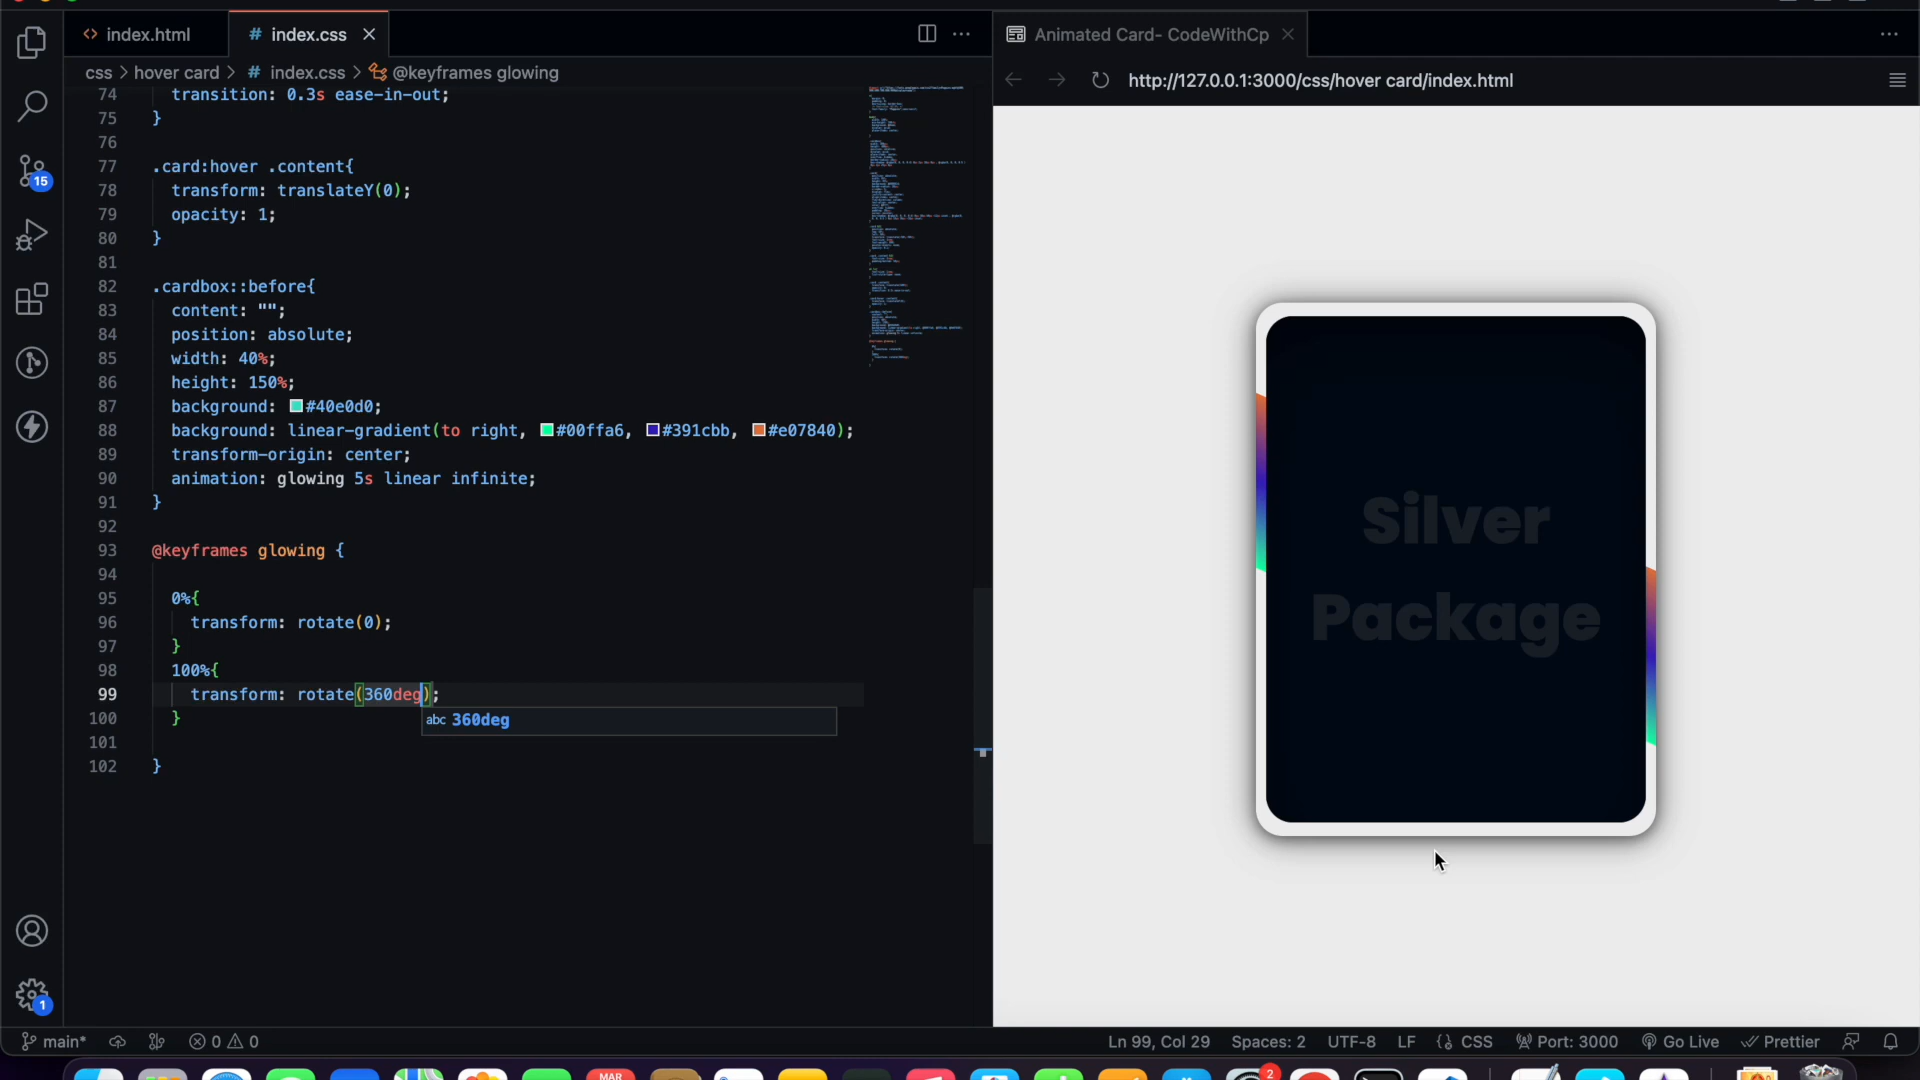 index.html
# index.css
Animated Card- CodeWithCp
css > hover card > # index.css > @keyframes glowing
http://127.0.0.1:3000/css/hover card/index.html
74 transition: 0.3s ease-in-out;
75 }
76
77 .card:hover .content{
78 transform: translateY(0);
79 opacity: 1;
80 }
81
82 .cardbox::before{
83 content: "";
84 position: absolute;
85 width: 40%;
86 height: 150%;
87 background: #40e0d0;
88 background: linear-gradient(to right, #00ffa6, #391cbb, #e07840);
89 transform-origin: center;
90 animation: glowing 5s linear infinite;
91 }
92
93 @keyframes glowing {
94
95 0%{
96 transform: rotate(0);
97 }
98 100%{
99 transform: rotate(360deg);
abc 360deg
100 }
101
102 }
Silver
Package
15
1
main*
0 0
Ln 99, Col 29
Spaces: 2
UTF-8
LF
{} CSS
Port: 3000
Go Live
Prettier
MAR
2